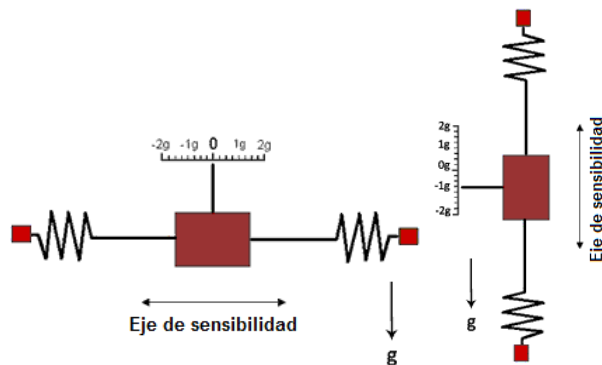 -2g -1g 0 1g 2g
Eje de sensibilidad
g
2g
1g
0g
-1g
-2g
g
Eje de sensibilidad